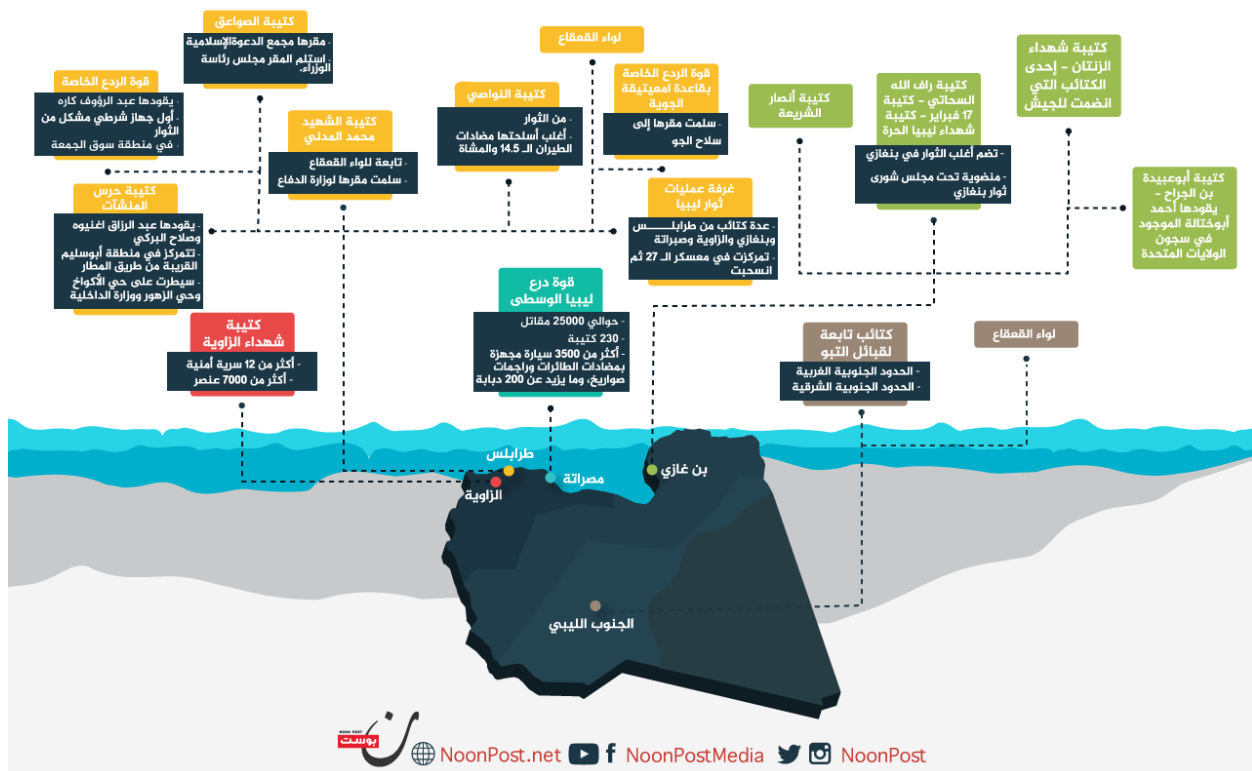 كتيبة الصواعق
- مقرها مجمع الدعوةالإسلامية
- استلم المقر مجلس رئاسة
الوزراء.
لواء القعقاع
قوة الردع الخاصة
- يقودها عبد الرؤوف كاره
- أول جهاز شرطي مشكل من
الثوار
- في منطقة سوق الجمعة
كتيبة الشهيد
محمد المدني
- تابعة للواء القعقاع
- سلمت مقرها لوزارة الدفاع
كتيبة النواصي
- من الثوار
- أغلب أسلحتها مضادات
الطيران الـ 14.5 والمشاة
قوة الردع الخاصة
بقاعدة امعيتيقة
الجوية
- سلمت مقرها إلى
سلاح الجو
كتيبة أنصار
الشريعة
كتيبة راف الله
السحاتي - كتيبة
17 فبراير - كتيبة
شهداء ليبيا الحرة
- تضم أغلب الثوار في بنغازي
- منضوية تحت مجلس شورى
ثوار بنغازي
كتيبة شهداء
الزنتان - إحدى
الكتائب التي
انضمت للجيش
كتيبة أبوعبيدة
بن الجراح -
يقودها أحمد
أبوختالة الموجود
في سجون
الولايات المتحدة
كتيبة حرس
المنشآت
- يقودها عبد الرزاق اغنيوه
وصلاح البركي
- تتمركز في منطقة أبوسليم
القريبة من طريق المطار
- سيطرت على حي الأكواخ
وحي الزهور ووزارة الداخلية
غرفة عمليات
ثوار ليبيا
- عدة كتائب من طرابلـــــس
وبنغازي والزاوية وصبراتة
- تمركزت في معسكر الـ 27 ثم
انسحبت
كتيبة
شهداء الزاوية
- أكثر من 12 سرية أمنية
- أكثر من 7000 عنصر
قوة درع
ليبيا الوسطى
- حوالي 25000 مقاتل
- 230 كتيبة
- أكثر من 3500 سيارة مجهزة
بمضادات الطائرات وراجمات
صواريخ، وما يزيد عن 200 دبابة
كتائب تابعة
لقبائل التبو
- الحدود الجنوبية الغربية
- الحدود الجنوبية الشرقية
لواء القعقاع
طرابلس
الزاوية
مصراتة
بن غازي
الجنوب الليبي
NOON POST
ن بوست
NoonPost.net
NoonPostMedia
NoonPost